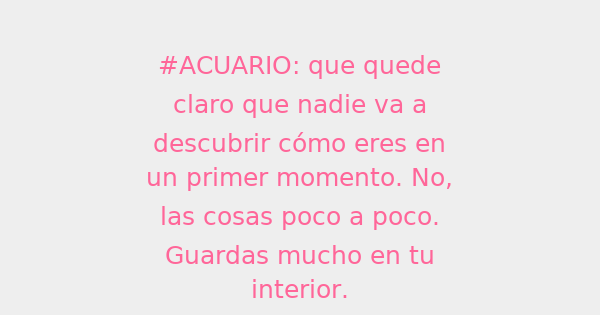 #ACUARIO: que quede
claro que nadie va a
descubrir cómo eres en
un primer momento. No,
las cosas poco a poco.
Guardas mucho en tu
interior.